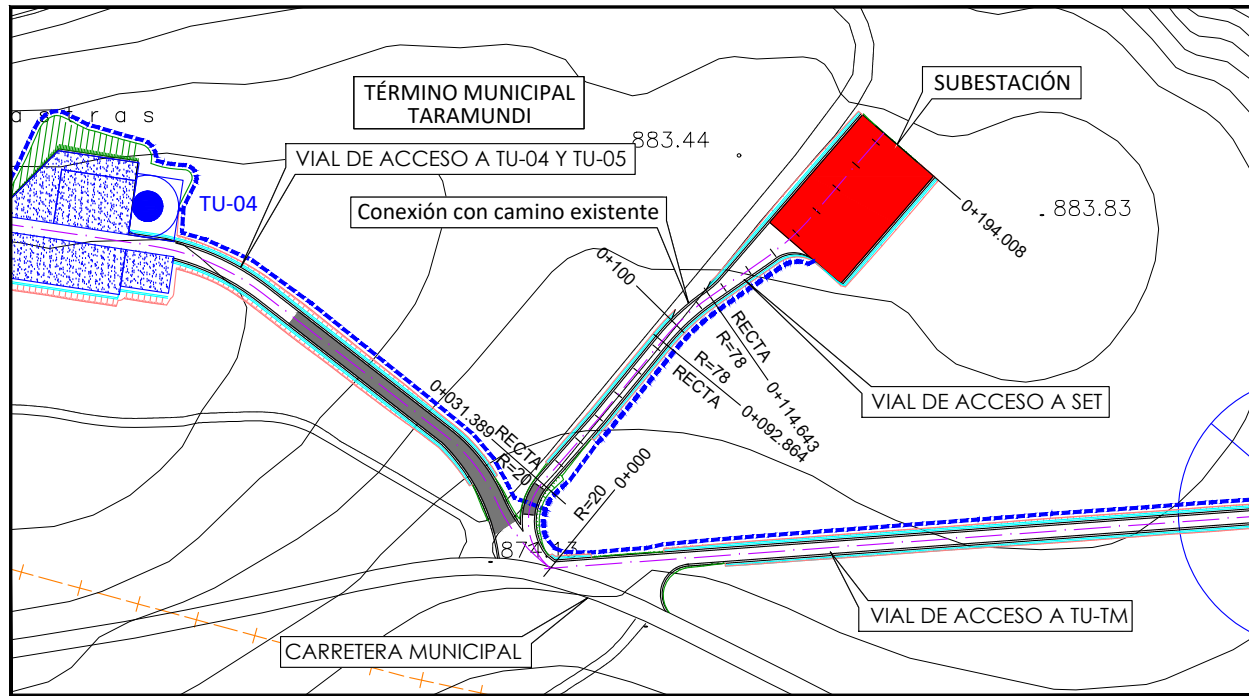 SUBESTACIÓN
TÉRMINO MUNICIPAL
TARAMUNDI
a s t r a s
883.44
VIAL DE ACCESO A TU-04 Y TU-05
TU-04
Conexión con camino existente
883.83
0+194.008
0+100
RECTA
R=78
0+114.643
R=78
RECTA
0+092.864
VIAL DE ACCESO A SET
0+031.389
RECTA
R=20
0+000
R=20
VIAL DE ACCESO A TU-TM
CARRETERA MUNICIPAL